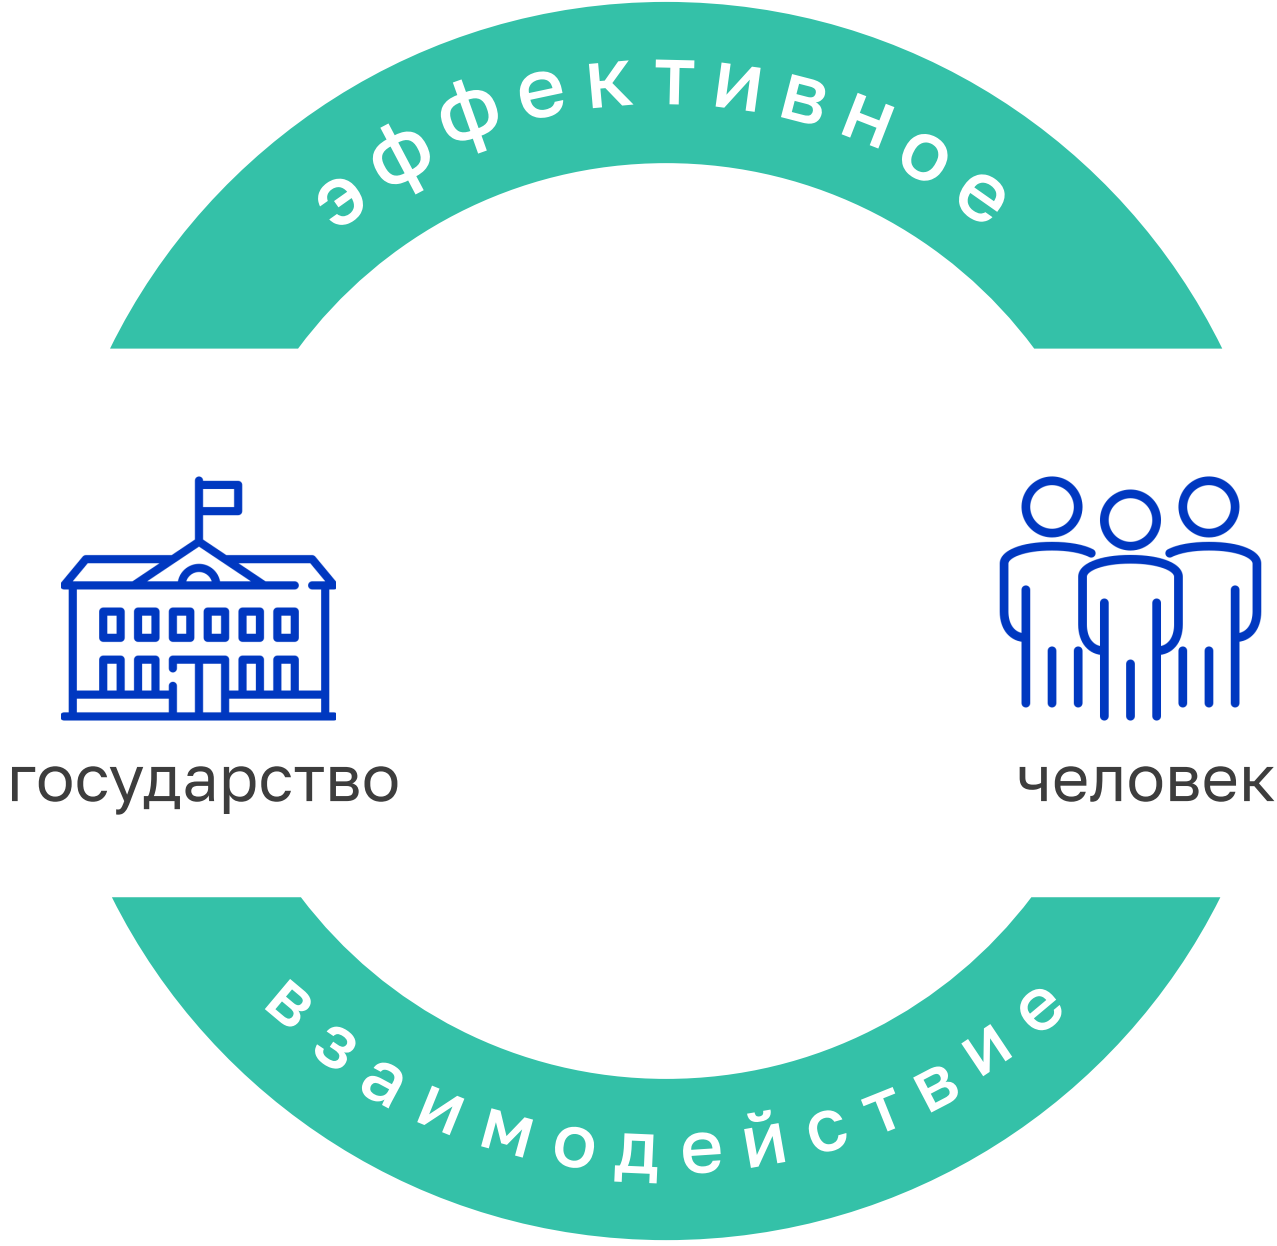 эффективное
государство
человек
взаимодействие